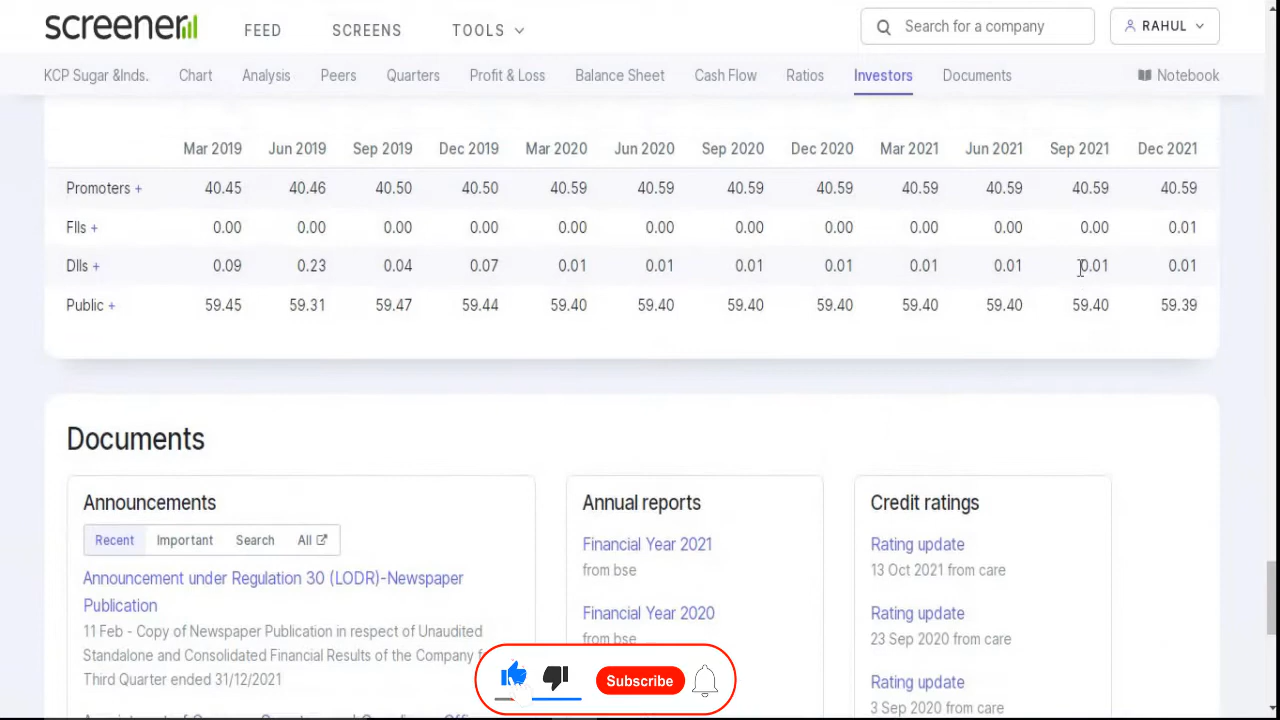 screener FEED SCREENS TOOLS Search for a company RAHUL
KCP Sugar &Inds. Chart Analysis Peers Quarters Profit & Loss Balance Sheet Cash Flow Ratios Investors Documents Notebook
Mar 2019 Jun 2019 Sep 2019 Dec 2019 Mar 2020 Jun 2020 Sep 2020 Dec 2020 Mar 2021 Jun 2021 Sep 2021 Dec 2021
Promoters + 40.45 40.46 40.50 40.50 40.59 40.59 40.59 40.59 40.59 40.59 40.59 40.59
FIIs + 0.00 0.00 0.00 0.00 0.00 0.00 0.00 0.00 0.00 0.00 0.00 0.01
DIIs + 0.09 0.23 0.04 0.07 0.01 0.01 0.01 0.01 0.01 0.01 0.01 0.01
Public + 59.45 59.31 59.47 59.44 59.40 59.40 59.40 59.40 59.40 59.40 59.40 59.39
Documents
Announcements
Recent Important Search All
Announcement under Regulation 30 (LODR)-Newspaper
Publication
11 Feb - Copy of Newspaper Publication in respect of Unaudited
Standalone and Consolidated Financial Results of the Company
Third Quarter ended 31/12/2021
Annual reports
Financial Year 2021
from bse
Financial Year 2020
from bse
Credit ratings
Rating update
13 Oct 2021 from care
Rating update
23 Sep 2020 from care
Rating update
3 Sep 2020 from care
Subscribe